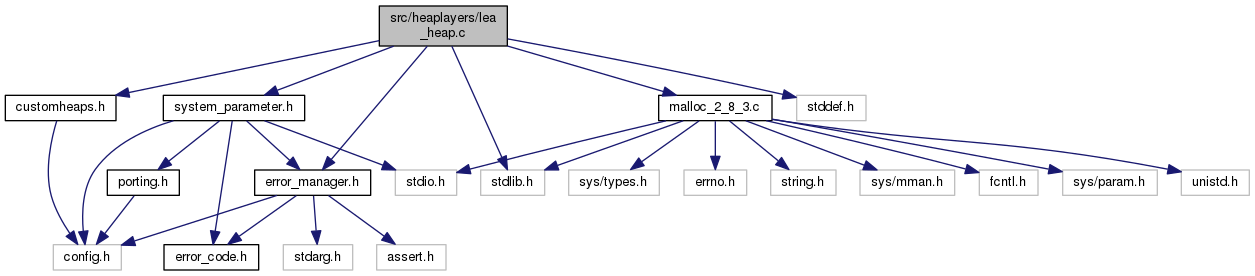 src/heaplayers/lea
_heap.c
customheaps.h
system_parameter.h
malloc_2_8_3.c
stddef.h
porting.h
error_manager.h
stdio.h
stdlib.h
sys/types.h
errno.h
string.h
sys/mman.h
fcntl.h
sys/param.h
unistd.h
config.h
error_code.h
stdarg.h
assert.h